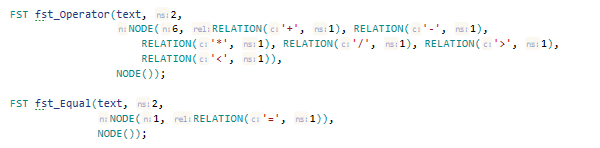 FST fst_Operator(text, ns: 2,
n: NODE( n: 6, rel: RELATION( c: '+', ns: 1), RELATION( c: '-', ns: 1),
RELATION( c: '*', ns: 1), RELATION( c: '/', ns: 1), RELATION( c: '>', ns: 1),
RELATION( c: '<', ns: 1)),
NODE());
FST fst_Equal(text, ns: 2,
n: NODE( n: 1, rel: RELATION( c: '=', ns: 1)),
NODE());